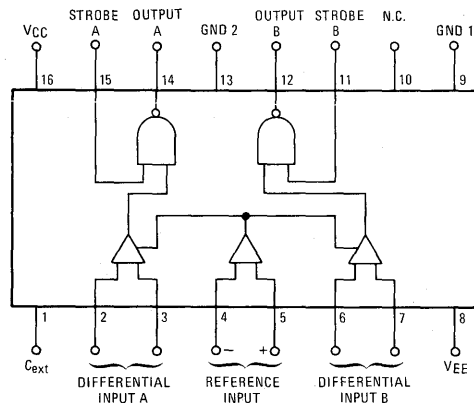 STROBE OUTPUT OUTPUT STROBE N.C.
VCC A A GND 2 B B GND 1
16 15 14 13 12 11 10 9
1 2 3 4 − 5 + 6 7 8
Cext VEE
DIFFERENTIAL REFERENCE DIFFERENTIAL
INPUT A INPUT INPUT B